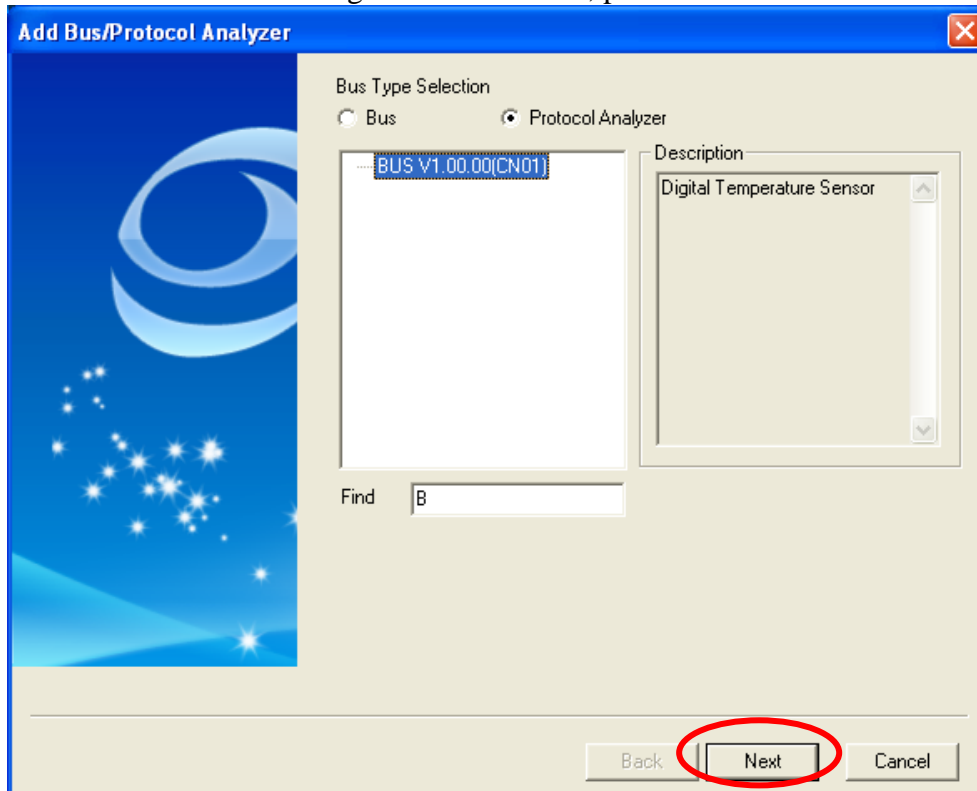 Add Bus/Protocol Analyzer
Bus Type Selection
Bus Protocol Analyzer
BUS V1.00.00(CN01)
Description
Digital Temperature Sensor
Find B
Back Next Cancel